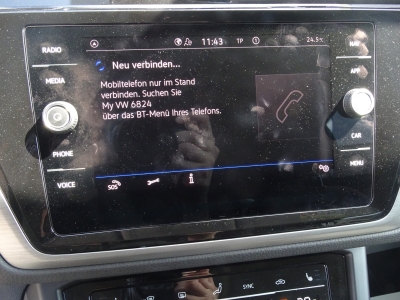 RADIO
11:43
TP
24.5°C
NAV
Neu verbinden...
MEDIA
Mobiltelefon nur im Stand
verbinden. Suchen Sie
My VW 6824
über das BT-Menü Ihres Telefons.
APP
CAR
PHONE
VOICE
SOS
MENU
SYNC